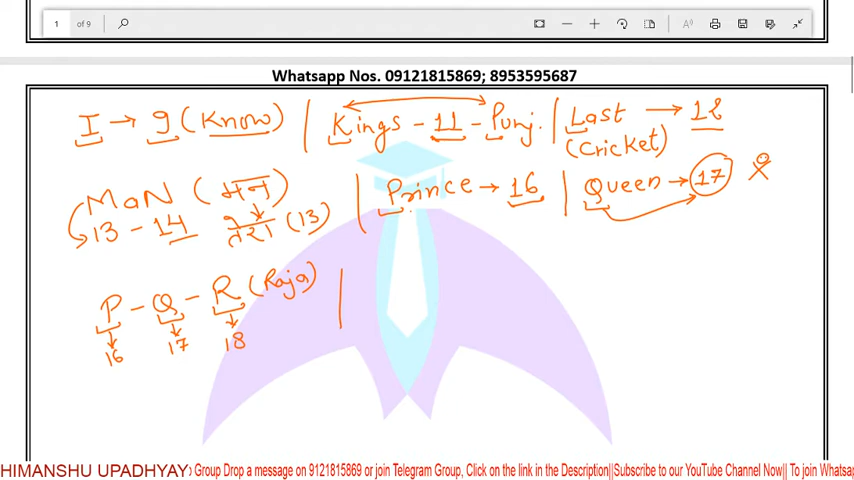 1 of 9
Whatsapp Nos. 09121815869; 8953595687
I → 9 (Know) | Kings - 11 - Punj. | Last → 12
(Cricket)
MaN (मन) | Prince → 16 | Queen → 17
13 - 14 तेरा (13)
P - Q - R (Raja) |
16 17 18
HIMANSHU UPADHYAY Group Drop a message on 9121815869 or join Telegram Group, Click on the link in the Description||Subscribe to our YouTube Channel Now|| To join Whatsa